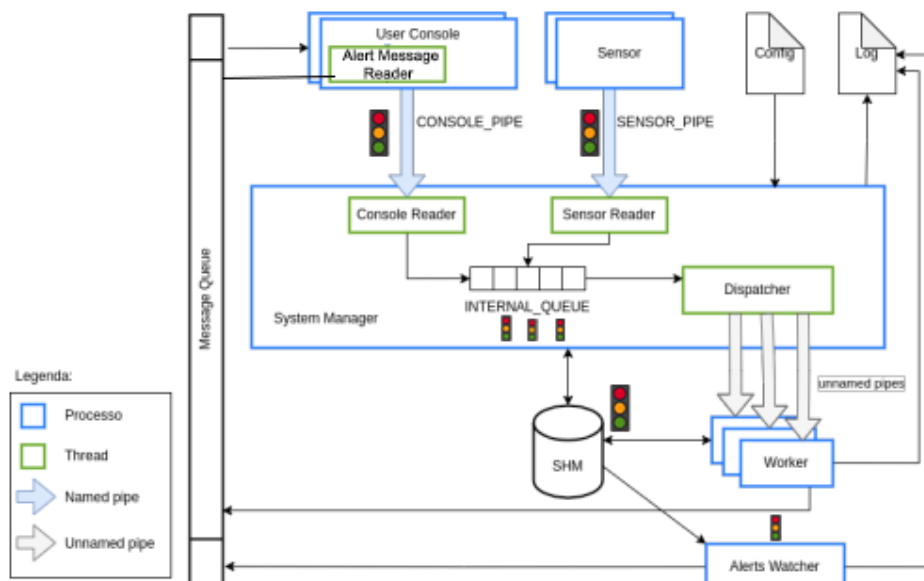 User Console
Alert Message
Reader
Sensor
Config
Log
CONSOLE_PIPE
SENSOR_PIPE
Console Reader
Sensor Reader
INTERNAL_QUEUE
Dispatcher
System Manager
Message Queue
unnamed pipes
Legenda:
Processo
Thread
Named pipe
Unnamed pipe
SHM
Worker
Alerts Watcher